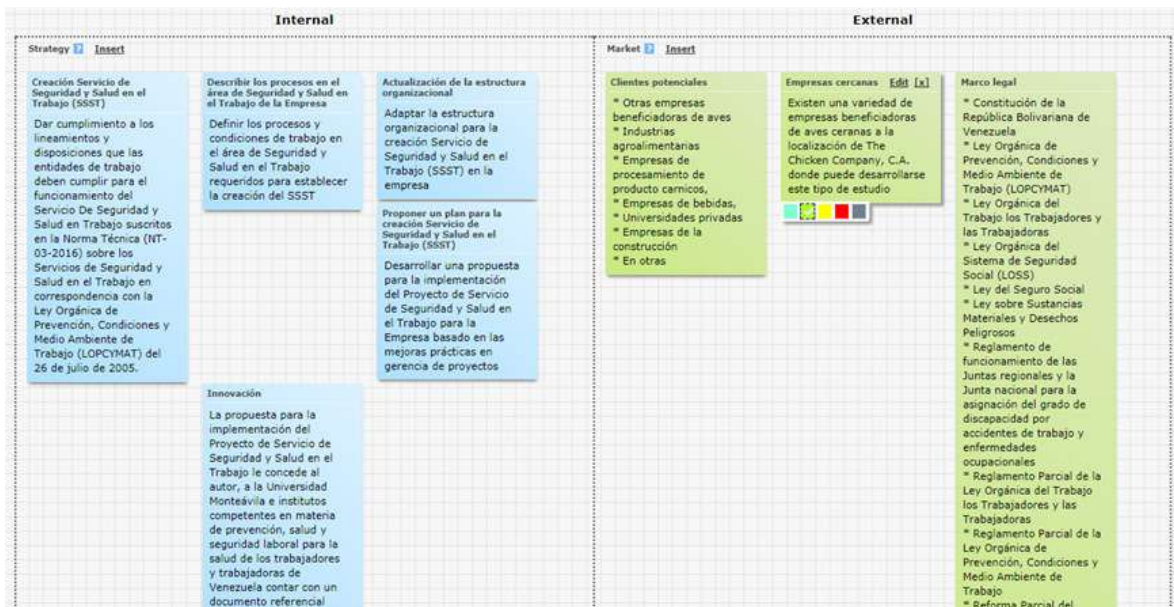 Internal
External
Strategy ? Insert
Market ? Insert
Creación Servicio de
Seguridad y Salud en el
Trabajo (SSST)
Dar cumplimiento a los
lineamientos y
disposiciones que las
entidades de trabajo
deben cumplir para el
funcionamiento del
Servicio De Seguridad y
Salud en Trabajo suscritos
en la Norma Técnica (NT-
03-2016) sobre los
Servicios de Seguridad y
Salud en el Trabajo en
correspondencia con la
Ley Orgánica de
Prevención, Condiciones y
Medio Ambiente de
Trabajo (LOPCYMAT) del
26 de julio de 2005.
Describir los procesos en el
área de Seguridad y Salud en
el Trabajo de la Empresa
Definir los procesos y
condiciones de trabajo en
el área de Seguridad y
Salud en el Trabajo
requeridos para establecer
la creación del SSST
Actualización de la estructura
organizacional
Adaptar la estructura
organizacional para la
creación Servicio de
Seguridad y Salud en el
Trabajo (SSST) en la
empresa
Proponer un plan para la
creación Servicio de
Seguridad y Salud en el
Trabajo (SSST)
Desarrollar una propuesta
para la implementación
del Proyecto de Servicio
de Seguridad y Salud en
el Trabajo para la
Empresa basado en las
mejoras prácticas en
gerencia de proyectos
Innovación
La propuesta para la
implementación del
Proyecto de Servicio de
Seguridad y Salud en el
Trabajo le concede al
autor, a la Universidad
Monteávila e institutos
competentes en materia
de prevención, salud y
seguridad laboral para la
salud de los trabajadores
y trabajadoras de
Venezuela contar con un
documento referencial
Clientes potenciales
* Otras empresas
beneficiadoras de aves
* Industrias
agroalimentarias
* Empresas de
procesamiento de
producto carnicos,
* Empresas de bebidas,
* Universidades privadas
* Empresas de la
construcción
* En otras
Empresas cercanas Edit [x]
Existen una variedad de
empresas beneficiadoras
de aves ceranas a la
localización de The
Chicken Company, C.A.
donde puede desarrollarse
este tipo de estudio
Marco legal
* Constitución de la
República Bolivariana de
Venezuela
* Ley Orgánica de
Prevención, Condiciones y
Medio Ambiente de
Trabajo (LOPCYMAT)
* Ley Orgánica del
Trabajo los Trabajadores y
las Trabajadoras
* Ley Orgánica del
Sistema de Seguridad
Social (LOSS)
* Ley del Seguro Social
* Ley sobre Sustancias
Materiales y Desechos
Peligrosos
* Reglamento de
funcionamiento de las
Juntas regionales y la
Junta nacional para la
asignación del grado de
discapacidad por
accidentes de trabajo y
enfermedades
ocupacionales
* Reglamento Parcial de la
Ley Orgánica del Trabajo
los Trabajadores y las
Trabajadoras
* Reglamento Parcial de la
Ley Orgánica de
Prevención, Condiciones y
Medio Ambiente de
Trabajo
* Reforma Parcial del